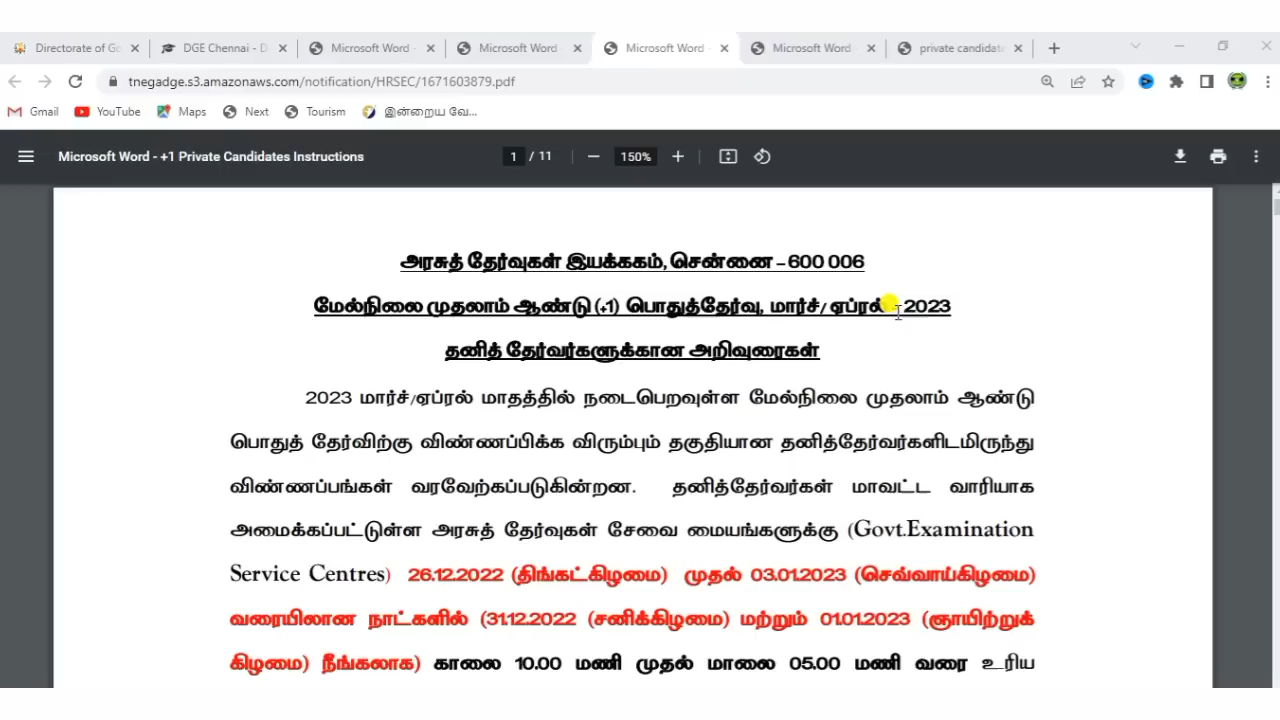 Directorate of Go
DGE Chennai - D
Microsoft Word -
Microsoft Word
Microsoft Word -
Microsoft Word -
private candidate
tnegadge.s3.amazonaws.com/notification/HRSEC/1671603879.pdf
Gmail YouTube Maps Next Tourism இன்றைய வே...
Microsoft Word - +1 Private Candidates Instructions 1 / 11 150%
அரசுத் தேர்வுகள் இயக்ககம், சென்னை – 600 006
மேல்நிலை முதலாம் ஆண்டு (+1) பொதுத்தேர்வு, மார்ச்/ ஏப்ரல் - 2023
தனித் தேர்வர்களுக்கான அறிவுரைகள்
2023 மார்ச்/ஏப்ரல் மாதத்தில் நடைபெறவுள்ள மேல்நிலை முதலாம் ஆண்டு
பொதுத் தேர்விற்கு விண்ணப்பிக்க விரும்பும் தகுதியான தனித்தேர்வர்களிடமிருந்து
விண்ணப்பங்கள் வரவேற்கப்படுகின்றன. தனித்தேர்வர்கள் மாவட்ட வாரியாக
அமைக்கப்பட்டுள்ள அரசுத் தேர்வுகள் சேவை மையங்களுக்கு (Govt.Examination
Service Centres) 26.12.2022 (திங்கட்கிழமை) முதல் 03.01.2023 (செவ்வாய்கிழமை)
வரையிலான நாட்களில் (31.12.2022 (சனிக்கிழமை) மற்றும் 01.01.2023 (ஞாயிற்றுக்
கிழமை) நீங்கலாக) காலை 10.00 மணி முதல் மாலை 05.00 மணி வரை உரிய